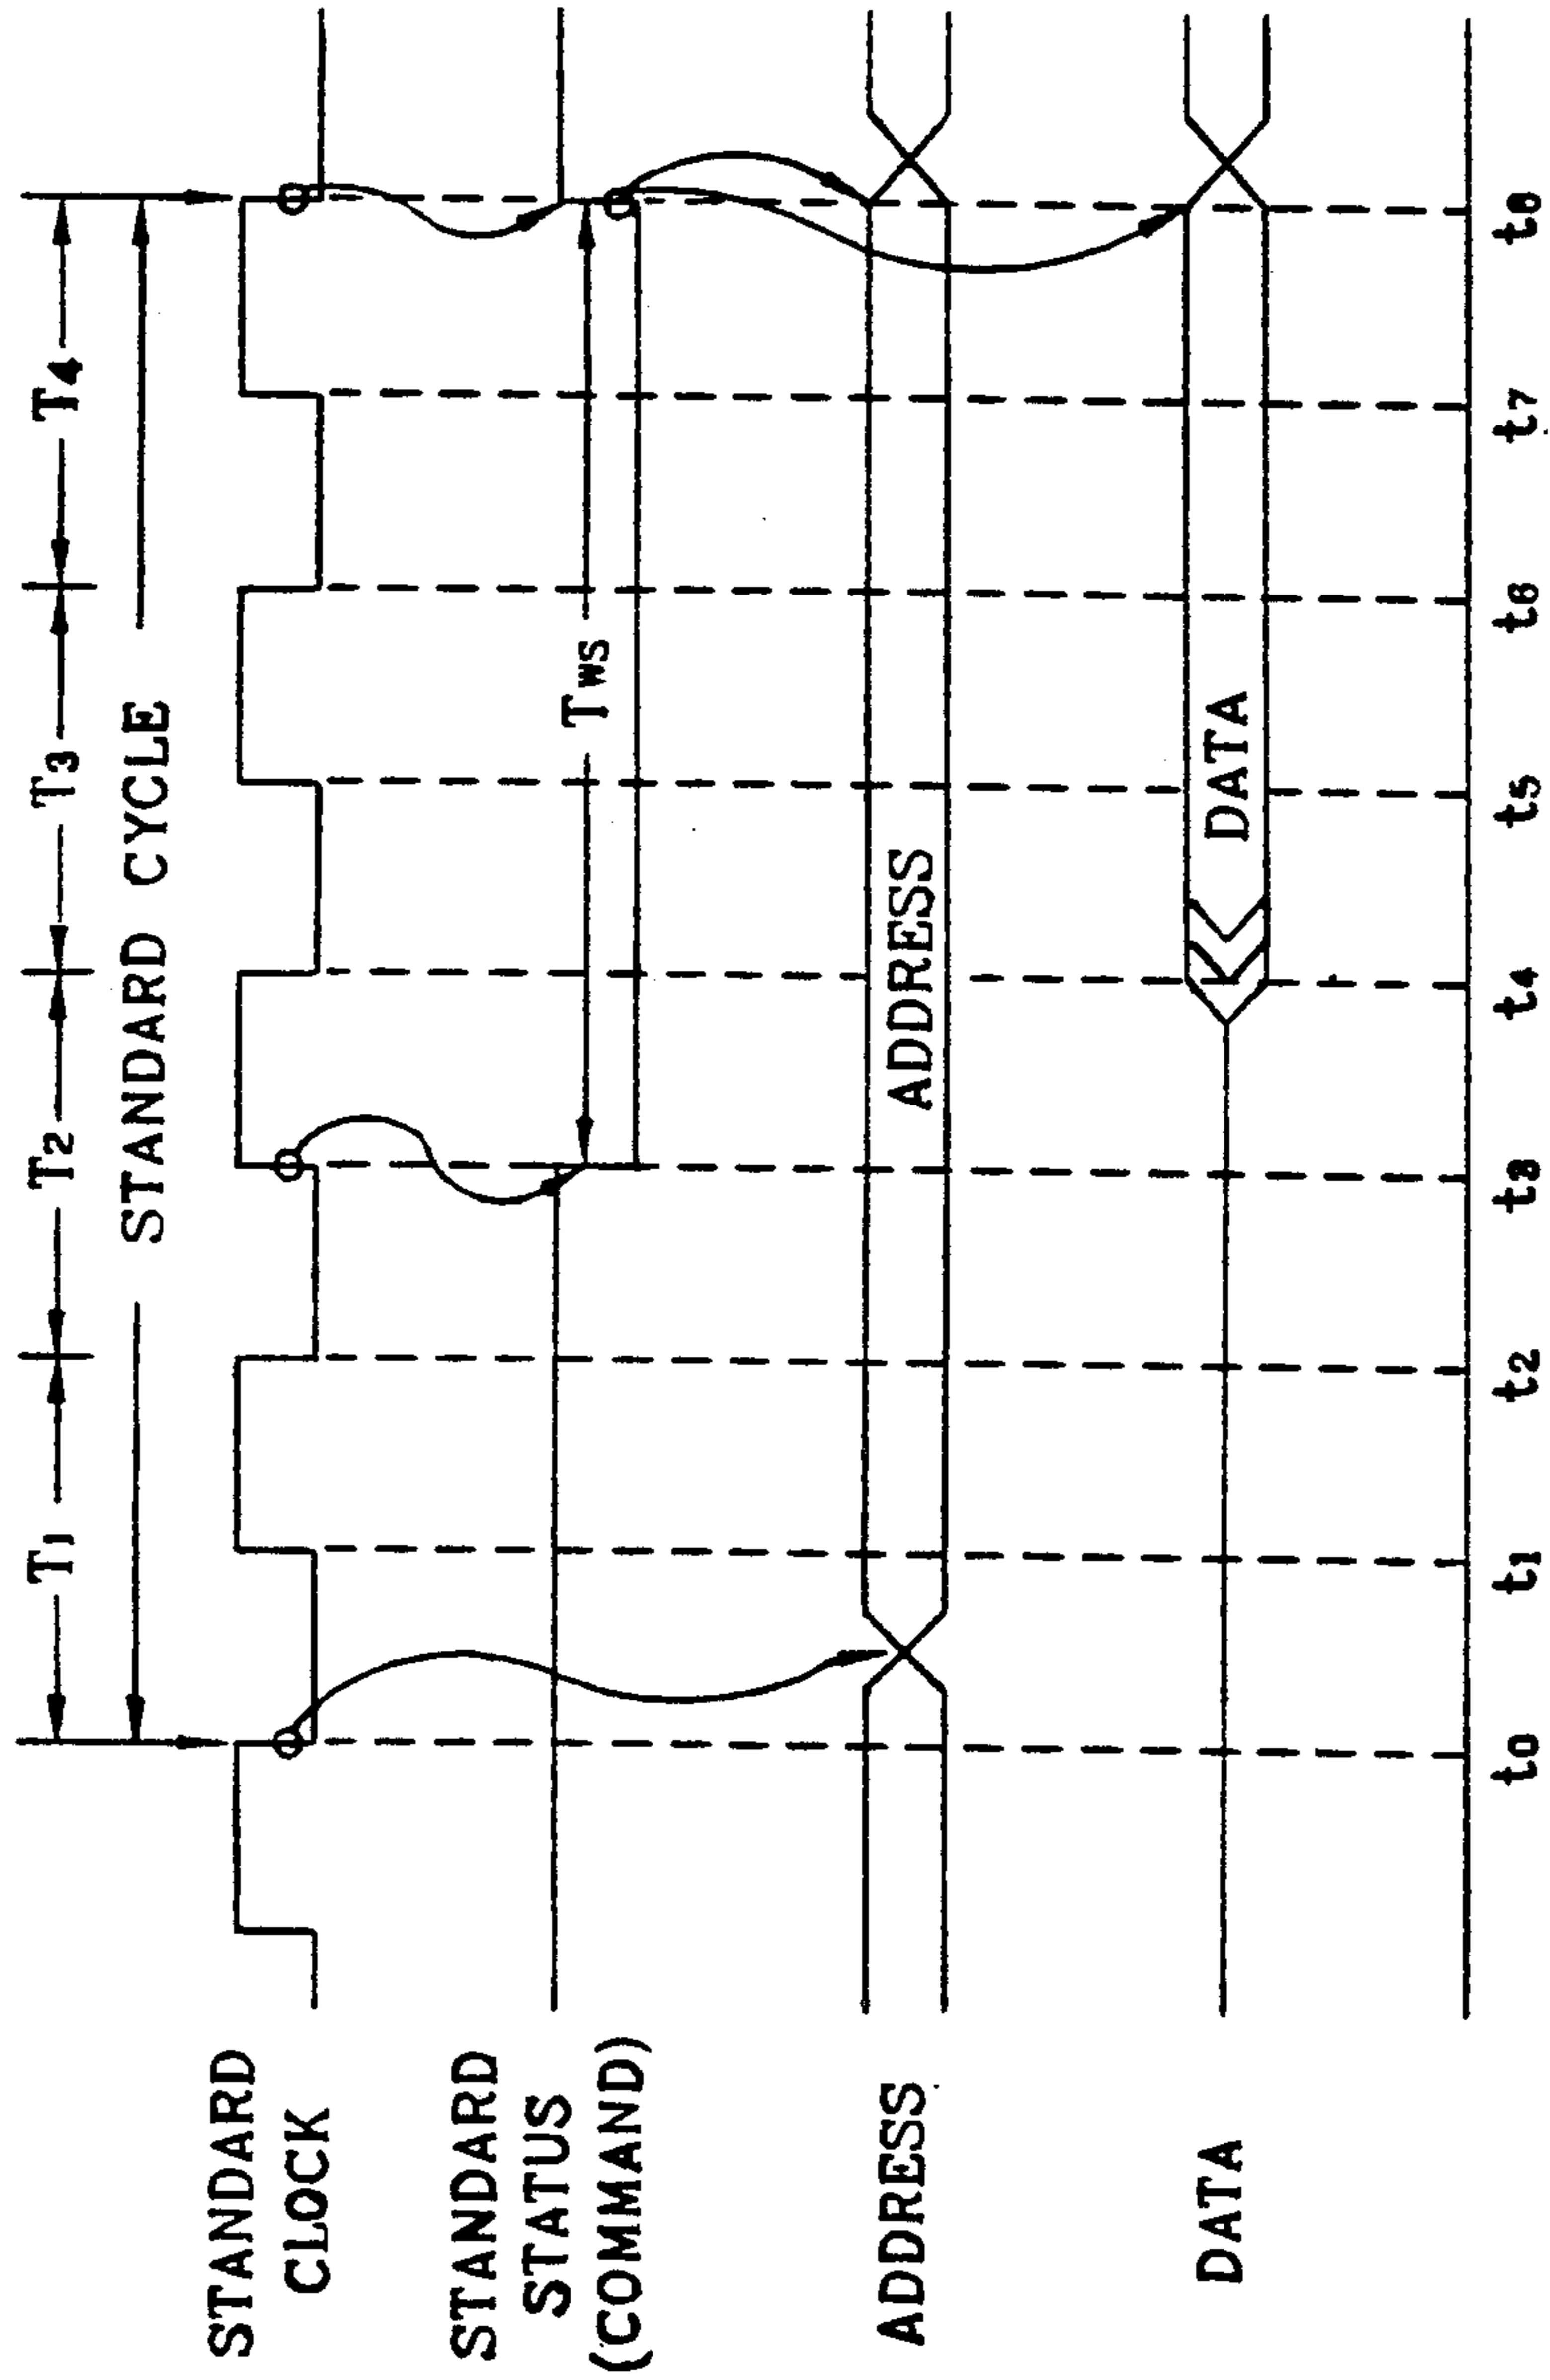 T1 T2 T3 T4
STANDARD CYCLE
STANDARD
CLOCK
STANDARD
STATUS
(COMMAND)
TWS
ADDRESS
ADDRESS
DATA
DATA
t0 t1 t2 t3 t4 t5 t6 t7 t8